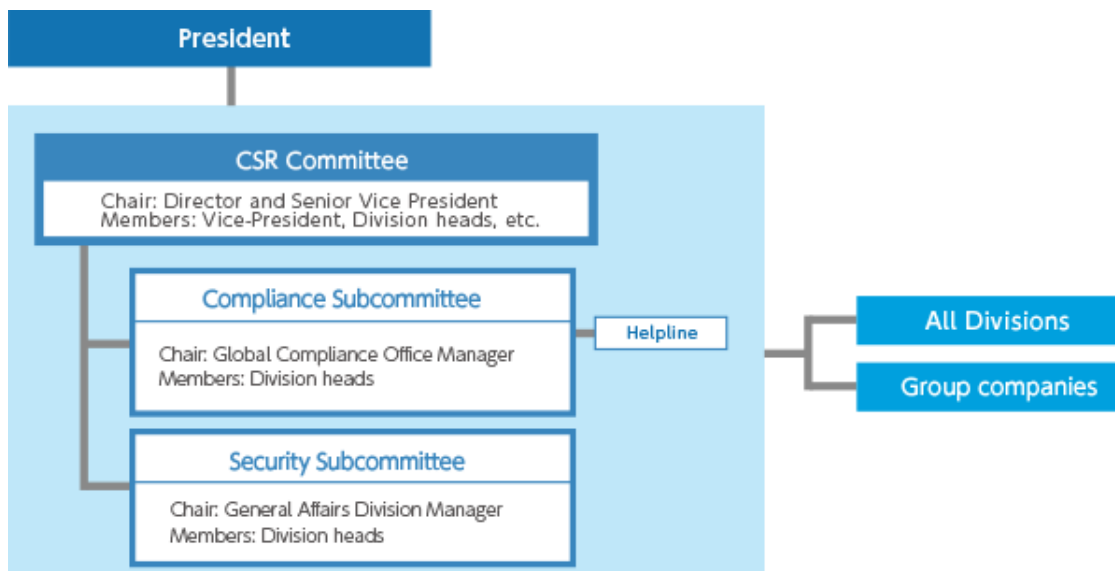 President
CSR Committee
Chair: Director and Senior Vice President
Members: Vice-President, Division heads, etc.
Compliance Subcommittee
Chair: Global Compliance Office Manager
Members: Division heads
Helpline
Security Subcommittee
Chair: General Affairs Division Manager
Members: Division heads
All Divisions
Group companies